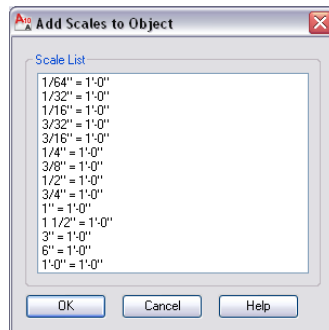 Add Scales to Object
Scale List
1/64" = 1'-0"
1/32" = 1'-0"
1/16" = 1'-0"
3/32" = 1'-0"
3/16" = 1'-0"
1/4" = 1'-0"
3/8" = 1'-0"
1/2" = 1'-0"
3/4" = 1'-0"
1" = 1'-0"
1 1/2" = 1'-0"
3" = 1'-0"
6" = 1'-0"
1'-0" = 1'-0"
OK Cancel Help